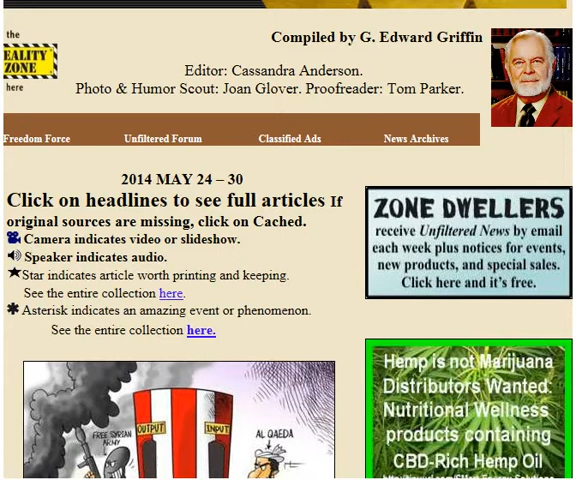 the
EALITY
ZONE
here
Compiled by G. Edward Griffin
Editor: Cassandra Anderson.
Photo & Humor Scout: Joan Glover. Proofreader: Tom Parker.
Freedom Force Unfiltered Forum Classified Ads News Archives
2014 MAY 24 – 30
Click on headlines to see full articles If
original sources are missing, click on Cached.
Camera indicates video or slideshow.
Speaker indicates audio.
Star indicates article worth printing and keeping.
See the entire collection here.
Asterisk indicates an amazing event or phenomenon.
See the entire collection here.
ZONE DWELLERS
receive Unfiltered News by email
each week plus notices for events,
new products, and special sales.
Click here and it's free.
OUTPUT
INPUT
FREE SYRIAN
ARMY
AL QAEDA
Hemp is not Marijuana
Distributors Wanted:
Nutritional Wellness
products containing
CBD-Rich Hemp Oil